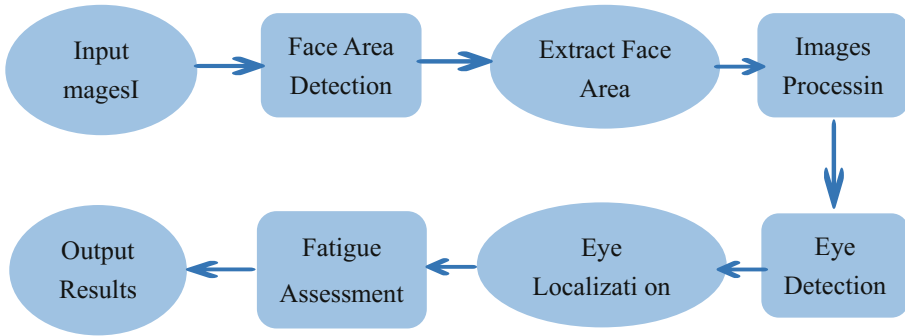 Input
magesI
Face Area
Detection
Extract Face
Area
Images
Processin
Eye
Detection
Eye
Localizati on
Fatigue
Assessment
Output
Results